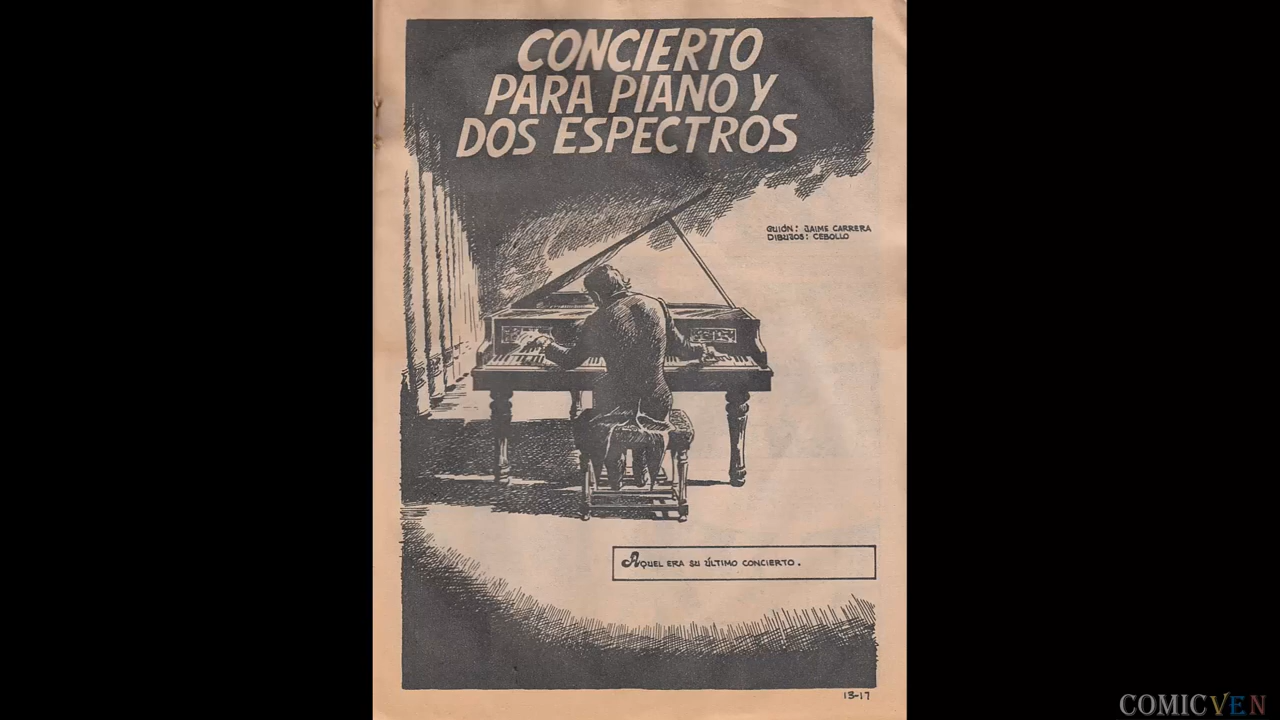 CONCIERTO
PARA PIANO Y
DOS ESPECTROS
GUIÓN: JAIME CARRERA
DIBUJOS: CEBOLLO
AQUEL ERA SU ÚLTIMO CONCIERTO.
13-17
COMICVEN